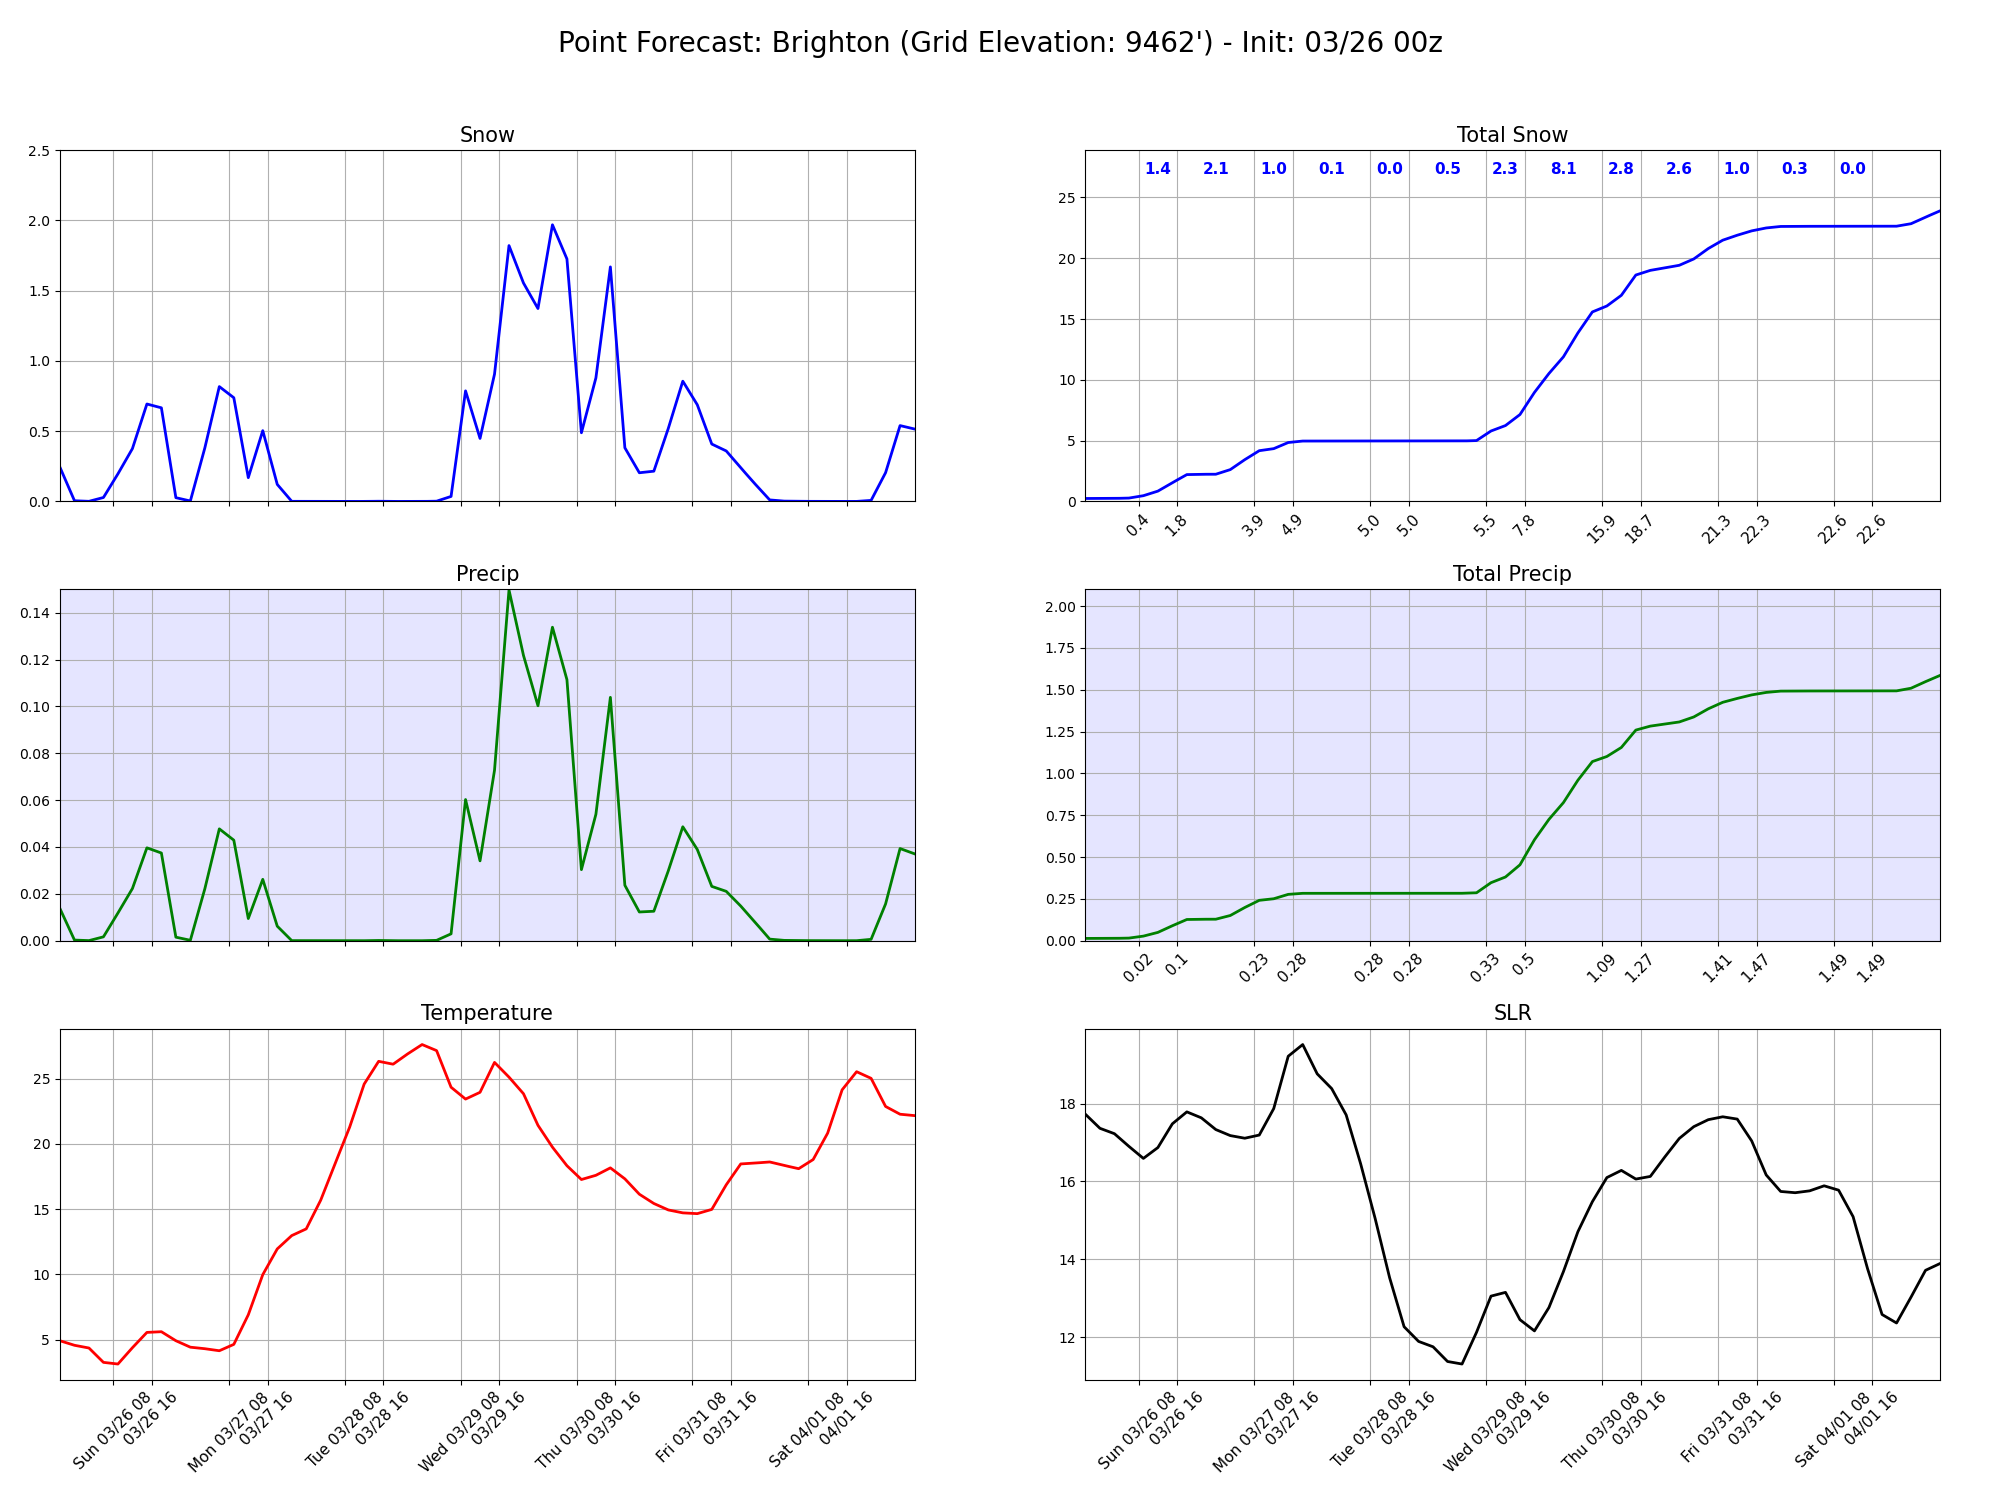 Point Forecast: Brighton (Grid Elevation: 9462') - Init: 03/26 00z
Snow
2.5
2.0
1.5
1.0
0.5
0.0
Total Snow
1.4 2.1 1.0 0.1 0.0 0.5 2.3 8.1 2.8 2.6 1.0 0.3 0.0
25
20
15
10
5
0
0.4 1.8 3.9 4.9 5.0 5.0 5.5 7.8 15.9 18.7 21.3 22.3 22.6 22.6
Precip
0.14
0.12
0.10
0.08
0.06
0.04
0.02
0.00
Total Precip
2.00
1.75
1.50
1.25
1.00
0.75
0.50
0.25
0.00
0.02 0.1 0.23 0.28 0.28 0.28 0.33 0.5 1.09 1.27 1.41 1.47 1.49 1.49
Temperature
25
20
15
10
5
Sun 03/26 08
03/26 16
Mon 03/27 08
03/27 16
Tue 03/28 08
03/28 16
Wed 03/29 08
03/29 16
Thu 03/30 08
03/30 16
Fri 03/31 08
03/31 16
Sat 04/01 08
04/01 16
SLR
18
16
14
12
Sun 03/26 08
03/26 16
Mon 03/27 08
03/27 16
Tue 03/28 08
03/28 16
Wed 03/29 08
03/29 16
Thu 03/30 08
03/30 16
Fri 03/31 08
03/31 16
Sat 04/01 08
04/01 16